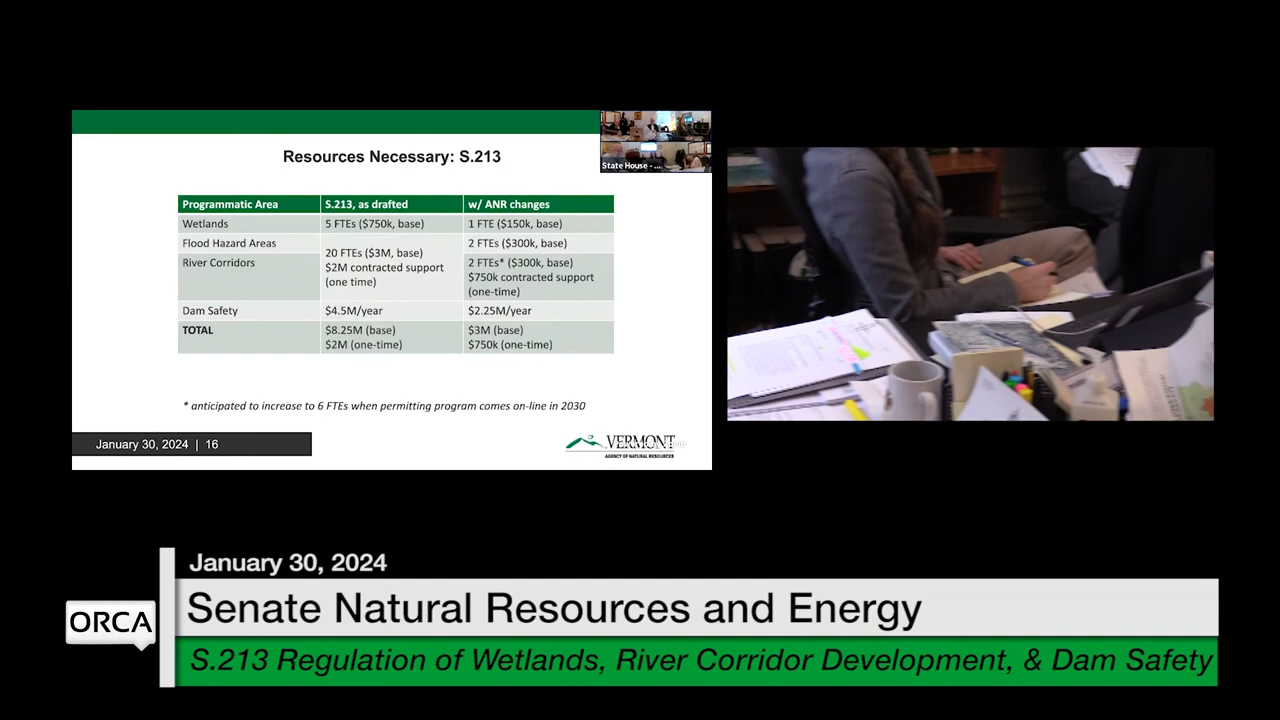 Resources Necessary: S.213
State House - ...
Programmatic Area S.213, as drafted w/ ANR changes
Wetlands 5 FTEs ($750k, base) 1 FTE ($150k, base)
Flood Hazard Areas 20 FTEs ($3M, base) 2 FTEs ($300k, base)
River Corridors $2M contracted support 2 FTEs* ($300k, base)
(one time) $750k contracted support
(one-time)
Dam Safety $4.5M/year $2.25M/year
TOTAL $8.25M (base) $3M (base)
$2M (one-time) $750k (one-time)
* anticipated to increase to 6 FTEs when permitting program comes on-line in 2030
January 30, 2024 | 16
VERMONT
AGENCY OF NATURAL RESOURCES
January 30, 2024
ORCA
Senate Natural Resources and Energy
S.213 Regulation of Wetlands, River Corridor Development, & Dam Safety